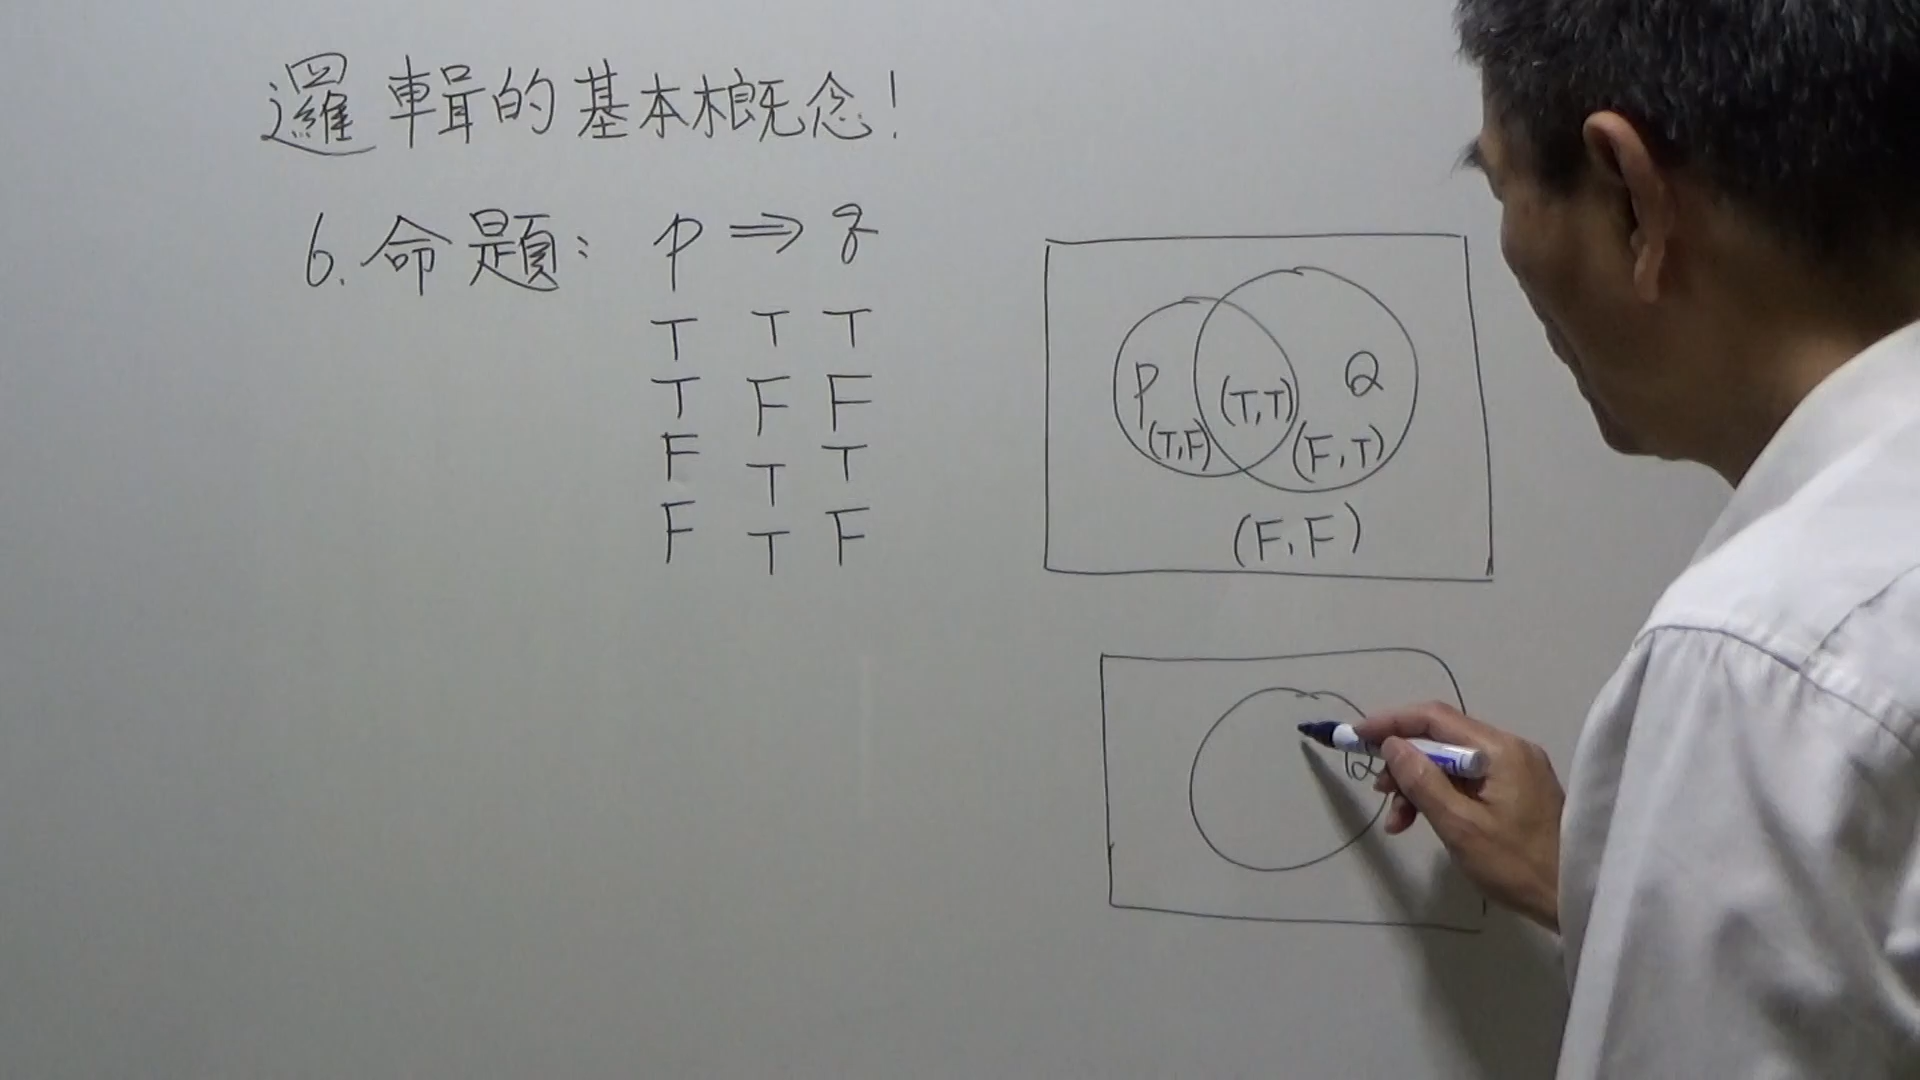 邏輯的基本概念!
6. 命題: p ⇒ q
T T T
T F F
F T T
F T F
P Q
(T,F) (T,T) (F,T)
(F,F)
Q